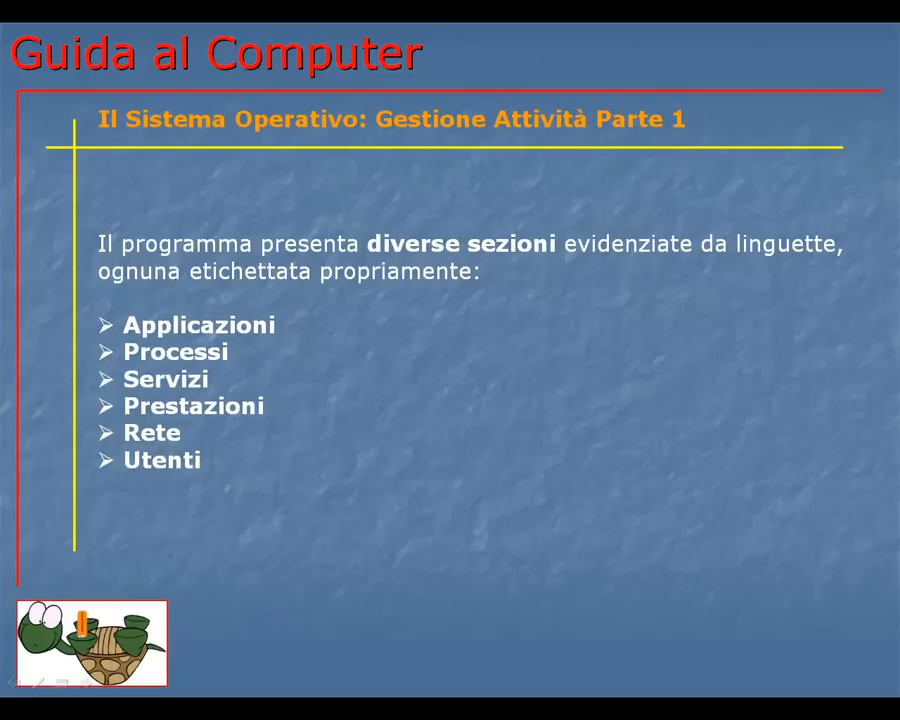 Guida al Computer
Il Sistema Operativo: Gestione Attività Parte 1
Il programma presenta diverse sezioni evidenziate da linguette,
ognuna etichettata propriamente:
Applicazioni
Processi
Servizi
Prestazioni
Rete
Utenti